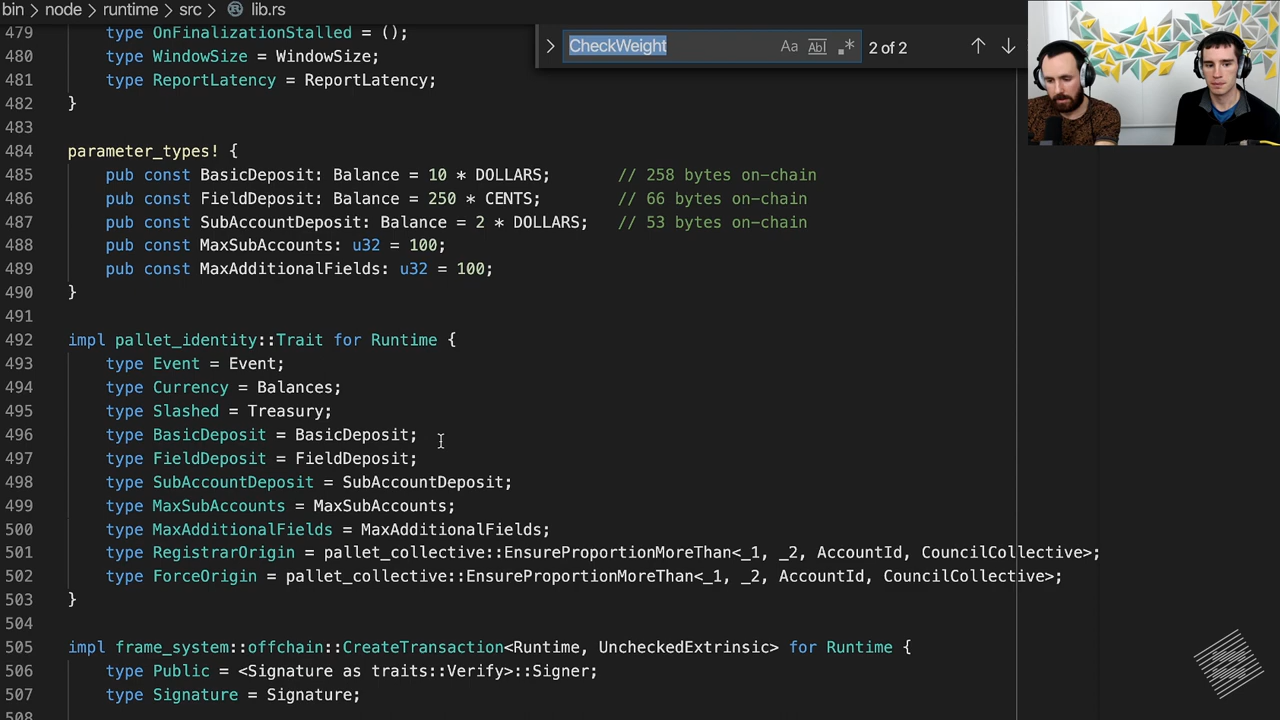 bin > node > runtime > src > lib.rs
CheckWeight
Aa Abl .* 2 of 2
479 type OnFinalizationStalled = ();
480 type WindowSize = WindowSize;
481 type ReportLatency = ReportLatency;
482 }
483
484 parameter_types! {
485 pub const BasicDeposit: Balance = 10 * DOLLARS; // 258 bytes on-chain
486 pub const FieldDeposit: Balance = 250 * CENTS; // 66 bytes on-chain
487 pub const SubAccountDeposit: Balance = 2 * DOLLARS; // 53 bytes on-chain
488 pub const MaxSubAccounts: u32 = 100;
489 pub const MaxAdditionalFields: u32 = 100;
490 }
491
492 impl pallet_identity::Trait for Runtime {
493 type Event = Event;
494 type Currency = Balances;
495 type Slashed = Treasury;
496 type BasicDeposit = BasicDeposit;
497 type FieldDeposit = FieldDeposit;
498 type SubAccountDeposit = SubAccountDeposit;
499 type MaxSubAccounts = MaxSubAccounts;
500 type MaxAdditionalFields = MaxAdditionalFields;
501 type RegistrarOrigin = pallet_collective::EnsureProportionMoreThan<_1, _2, AccountId, CouncilCollective>;
502 type ForceOrigin = pallet_collective::EnsureProportionMoreThan<_1, _2, AccountId, CouncilCollective>;
503 }
504
505 impl frame_system::offchain::CreateTransaction<Runtime, UncheckedExtrinsic> for Runtime {
506 type Public = <Signature as traits::Verify>::Signer;
507 type Signature = Signature;
508